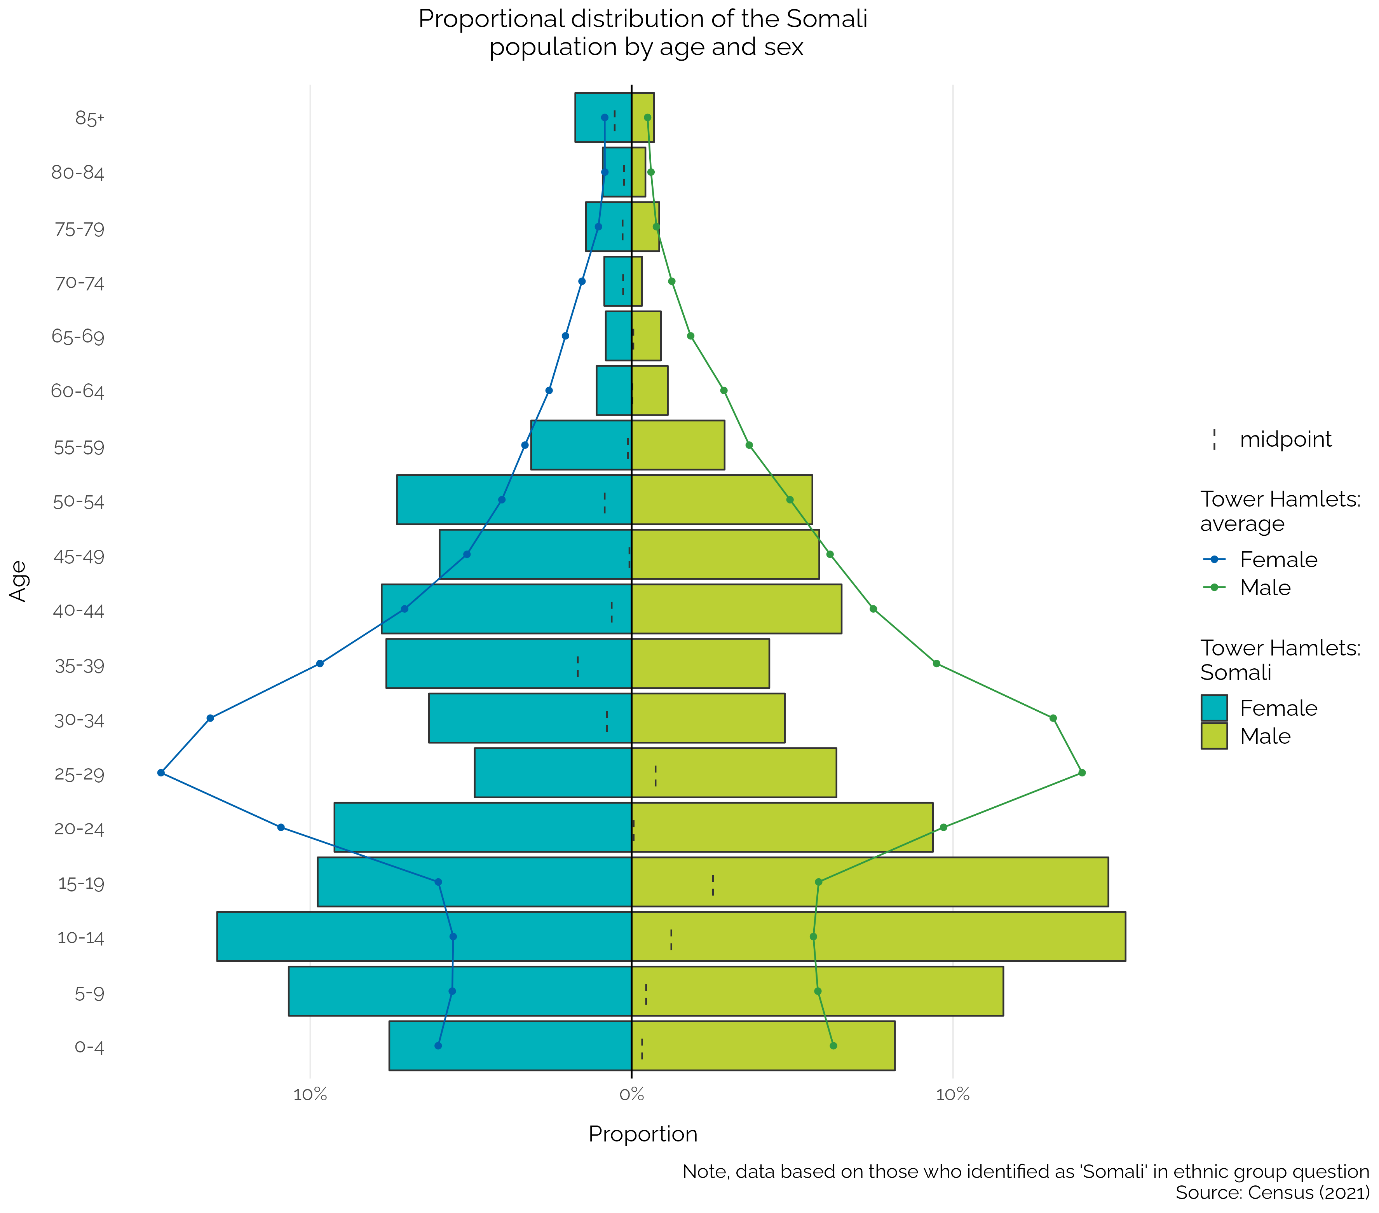 Proportional distribution of the Somali
population by age and sex
85+
80-84
75-79
70-74
65-69
60-64
55-59
50-54
45-49
40-44
35-39
30-34
25-29
20-24
15-19
10-14
5-9
0-4
Age
10%
0%
10%
Proportion
midpoint
Tower Hamlets:
average
Female
Male
Tower Hamlets:
Somali
Female
Male
Note, data based on those who identified as 'Somali' in ethnic group question
Source: Census (2021)